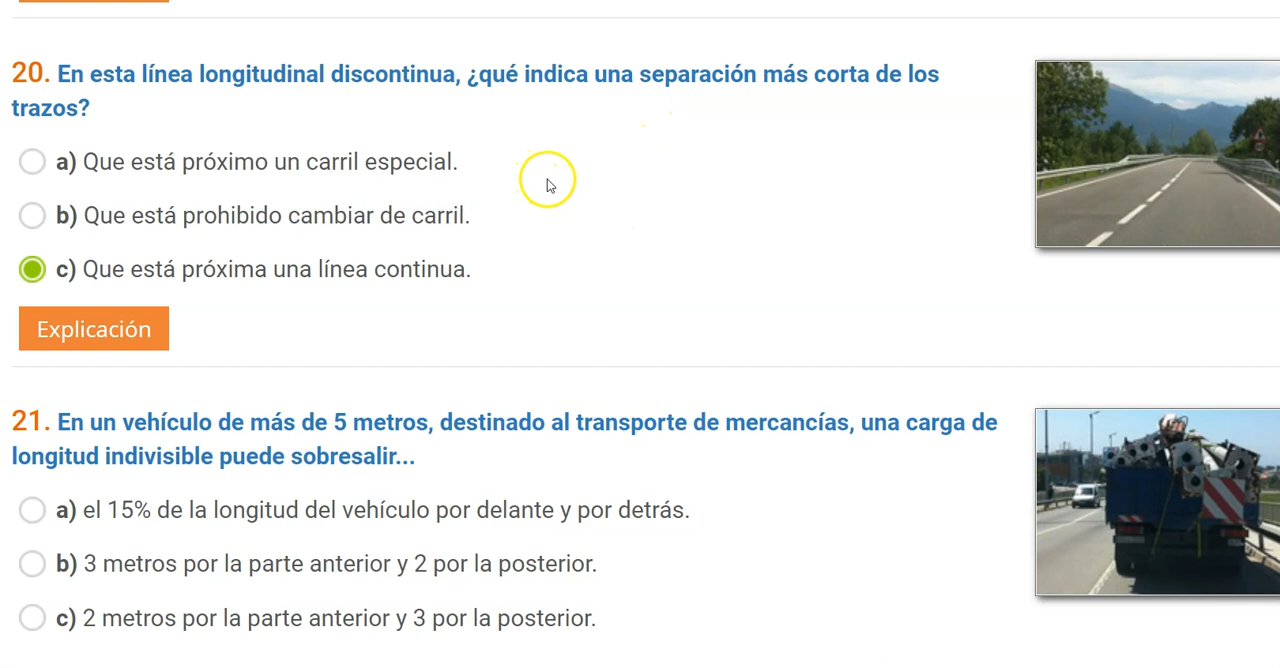 20. En esta línea longitudinal discontinua, ¿qué indica una separación más corta de los
trazos?
a) Que está próximo un carril especial.
b) Que está prohibido cambiar de carril.
c) Que está próxima una línea continua.
Explicación
21. En un vehículo de más de 5 metros, destinado al transporte de mercancías, una carga de
longitud indivisible puede sobresalir...
a) el 15% de la longitud del vehículo por delante y por detrás.
b) 3 metros por la parte anterior y 2 por la posterior.
c) 2 metros por la parte anterior y 3 por la posterior.